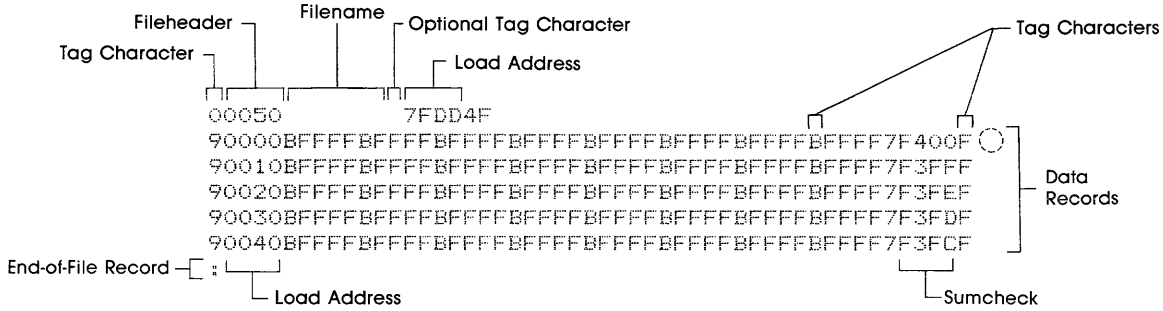 Fileheader
Filename
Optional Tag Character
Tag Characters
Tag Character
Load Address
00050 7FDD4F
90000BFFFFBFFFFBFFFFBFFFFBFFFFBFFFFBFFFFBFFFF7F400F
90010BFFFFBFFFFBFFFFBFFFFBFFFFBFFFFBFFFFBFFFF7F3FFF
90020BFFFFBFFFFBFFFFBFFFFBFFFFBFFFFBFFFFBFFFF7F3FEF
90030BFFFFBFFFFBFFFFBFFFFBFFFFBFFFFBFFFFBFFFF7F3FDF
90040BFFFFBFFFFBFFFFBFFFFBFFFFBFFFFBFFFFBFFFF7F3FCF
Data
Records
End-of-File Record
:
Load Address
Sumcheck